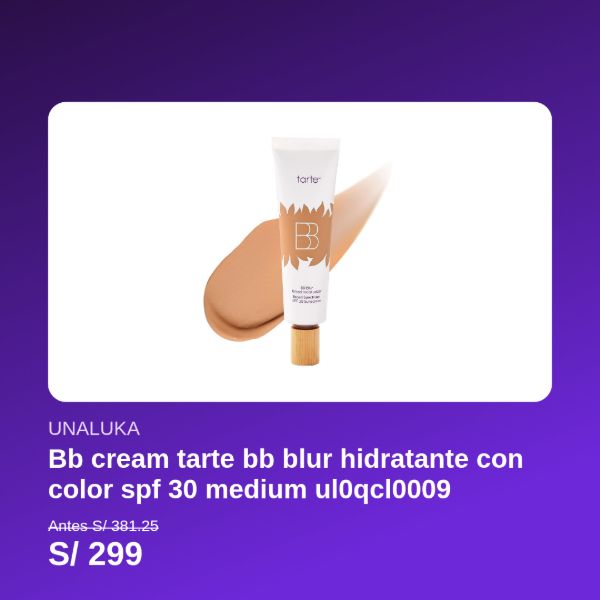 tarte
BB
UNALUKA
Bb cream tarte bb blur hidratante con
color spf 30 medium ul0qcl0009
Antes S/ 381.25
S/ 299